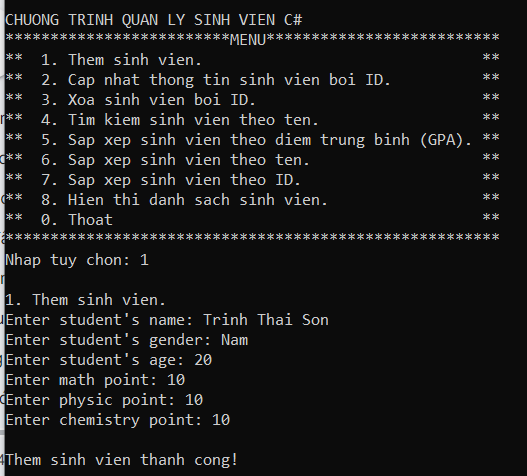 CHUONG TRINH QUAN LY SINH VIEN C#
*************************MENU**************************
**  1. Them sinh vien.                               **
**  2. Cap nhat thong tin sinh vien boi ID.          **
**  3. Xoa sinh vien boi ID.                         **
**  4. Tim kiem sinh vien theo ten.                  **
**  5. Sap xep sinh vien theo diem trung binh (GPA). **
**  6. Sap xep sinh vien theo ten.                   **
**  7. Sap xep sinh vien theo ID.                    **
**  8. Hien thi danh sach sinh vien.                 **
**  0. Thoat                                         **
*******************************************************
Nhap tuy chon: 1
1. Them sinh vien.
Enter student's name: Trinh Thai Son
Enter student's gender: Nam
Enter student's age: 20
Enter math point: 10
Enter physic point: 10
Enter chemistry point: 10
Them sinh vien thanh cong!